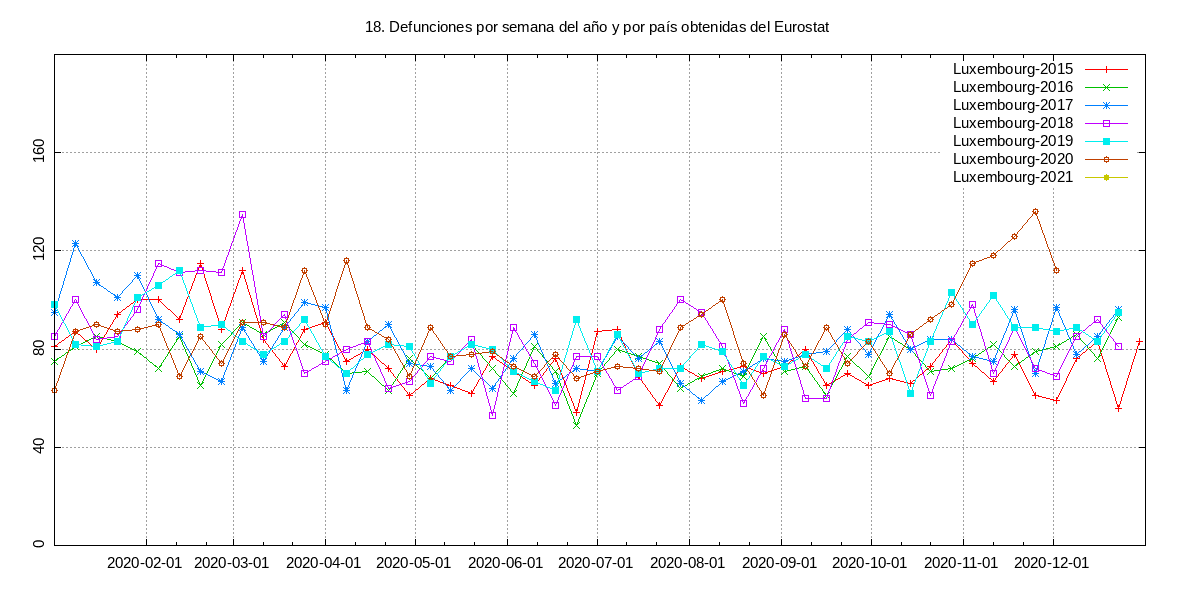 18. Defunciones por semana del año y por país obtenidas del Eurostat
Luxembourg-2015
Luxembourg-2016
Luxembourg-2017
Luxembourg-2018
Luxembourg-2019
Luxembourg-2020
Luxembourg-2021
160
120
80
40
0
2020-02-01 2020-03-01 2020-04-01 2020-05-01 2020-06-01 2020-07-01 2020-08-01 2020-09-01 2020-10-01 2020-11-01 2020-12-01